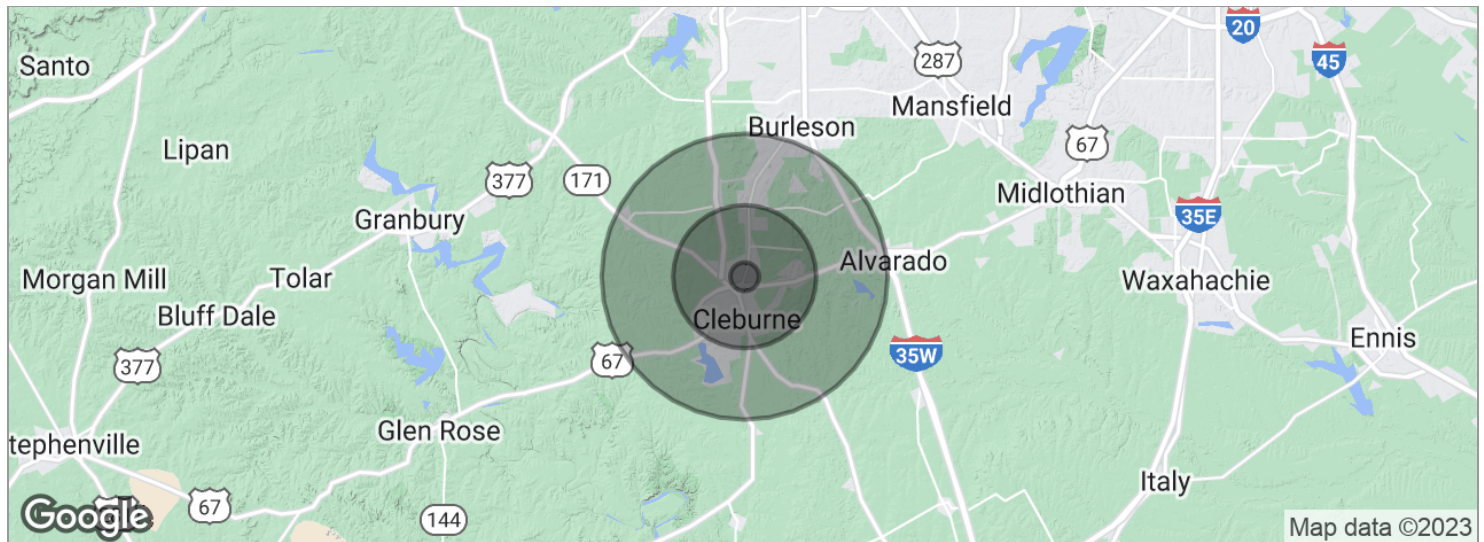 20
45
Santo
287
Mansfield
Burleson
67
Lipan
171
377
Midlothian
35E
Granbury
Alvarado
Morgan Mill
Tolar
Waxahachie
Bluff Dale
Cleburne
Ennis
377
67
35W
Glen Rose
tephenville
Italy
67
144
Google
Map data ©2023